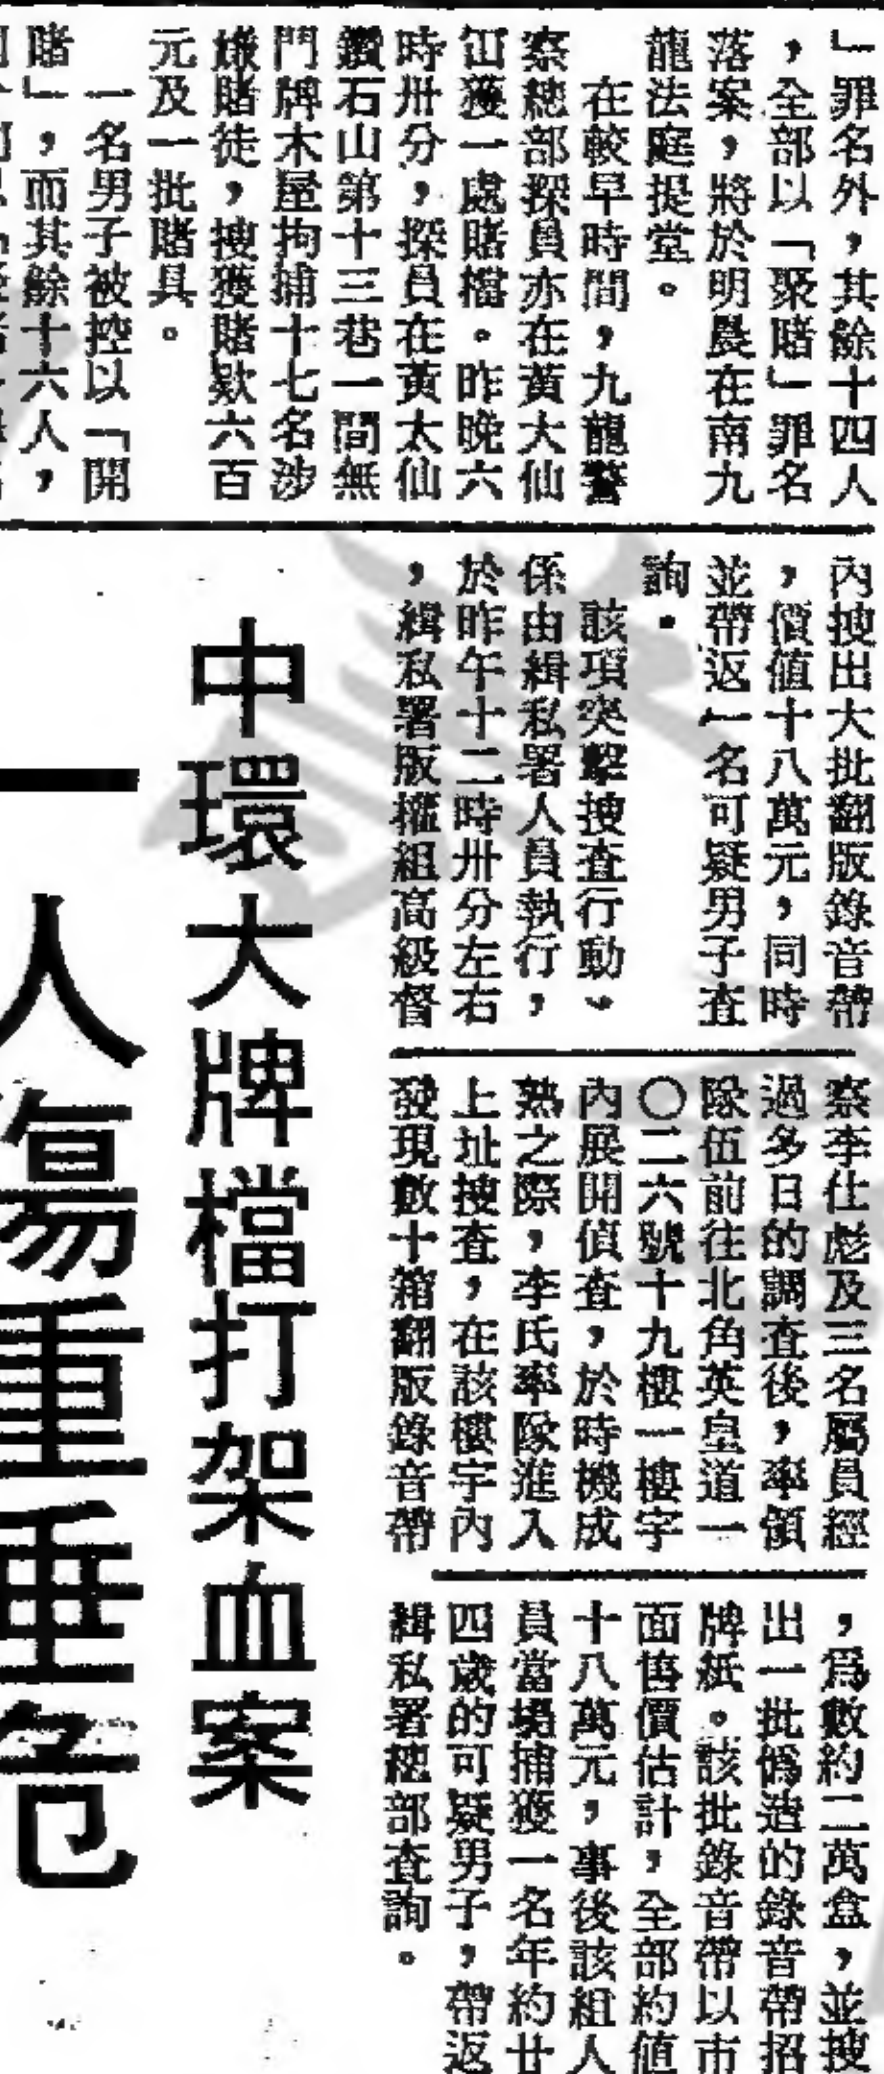 」罪名外，其餘十四人
，全部以「聚賭」罪名
落案，將於明晨在南九
龍法庭提堂。
在較早時間，九龍警
察總部探員亦在黃大仙
㓥獲一處賭檔。昨晚六
時卅分，探員在黃大仙
鑽石山第十三巷一間無
門牌木屋拘捕十七名涉
嫌賭徒，搜獲賭欵六百
元及一批賭具。
一名男子被控以「開
賭」，而其餘十六人，
內搜出大批翻版錄音帶
，價值十八萬元，同時
並帶返一名可疑男子查
詢。
該項突擊搜查行動，
係由緝私署人員執行，
於昨午十二時卅分左右
，緝私署版權組高級督
察李仕彪及三名屬員經
過多日的調查後，率領
隊伍前往北角英皇道一
〇二六號十九樓一樓宇
內展開偵查，於時機成
熟之際，李氏率隊進入
上址搜查，在該樓宇內
發現數十箱翻版錄音帶
，爲數約二萬盒，並搜
出一批僞造的錄音帶招
牌紙。該批錄音帶以市
面售價估計，全部約值
十八萬元，事後該組人
員當場捕獲一名年約廿
四歲的可疑男子，帶返
緝私署總部查詢。
中環大牌檔打架血案
一人傷重垂危